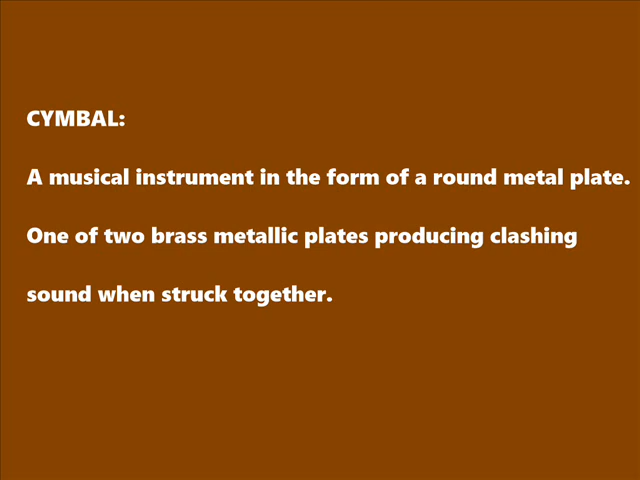 CYMBAL:
A musical instrument in the form of a round metal plate.
One of two brass metallic plates producing clashing
sound when struck together.